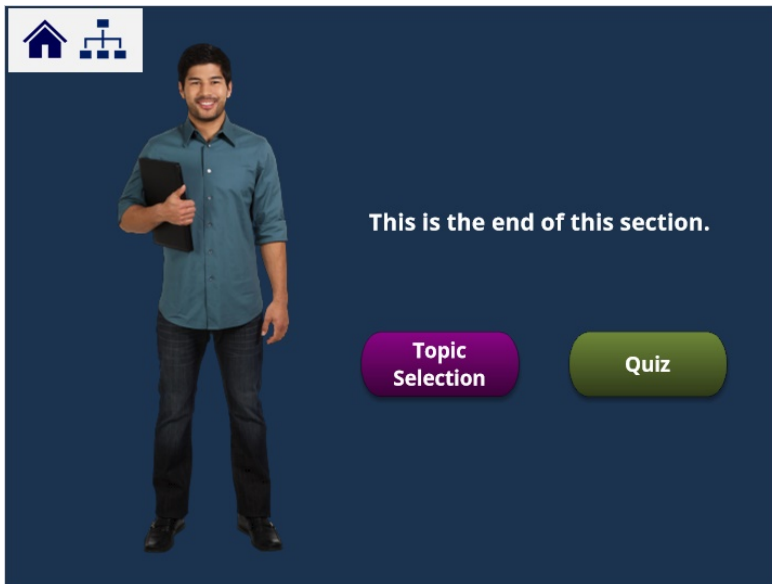 This is the end of this section.
Topic
Selection
Quiz